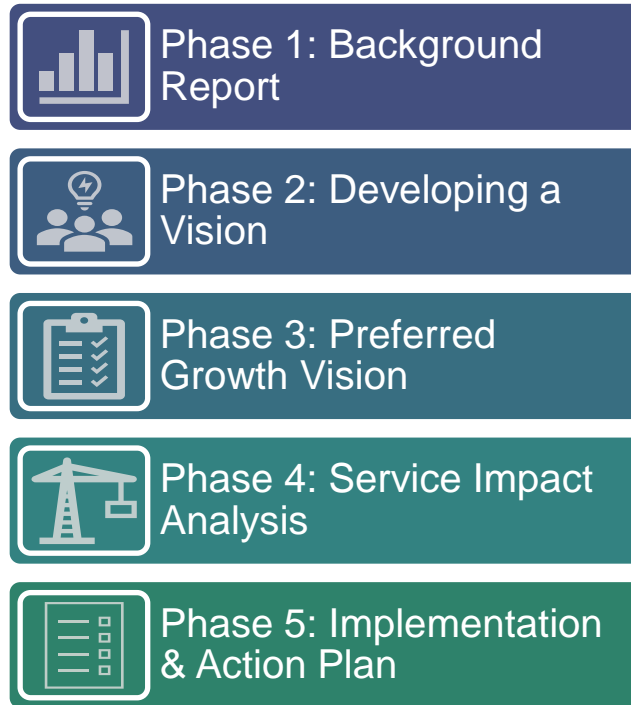 Phase 1: Background
Report
Phase 2: Developing a
Vision
Phase 3: Preferred
Growth Vision
Phase 4: Service Impact
Analysis
Phase 5: Implementation
& Action Plan